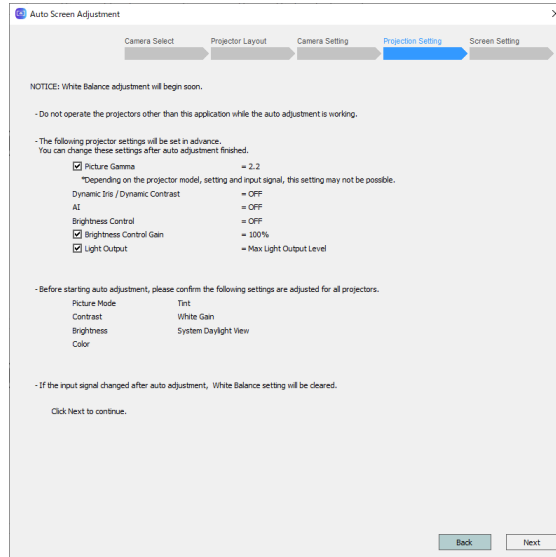 Auto Screen Adjustment
Camera Select Projector Layout Camera Setting Projection Setting Screen Setting
NOTICE: White Balance adjustment will begin soon.
- Do not operate the projectors other than this application while the auto adjustment is working.
- The following projector settings will be set in advance.
You can change these settings after auto adjustment finished.
Picture Gamma = 2.2
*Depending on the projector model, setting and input signal, this setting may not be possible.
Dynamic Iris / Dynamic Contrast = OFF
AI = OFF
Brightness Control = OFF
Brightness Control Gain = 100%
Light Output = Max Light Output Level
- Before starting auto adjustment, please confirm the following settings are adjusted for all projectors.
Picture Mode Tint
Contrast White Gain
Brightness System Daylight View
Color
- If the input signal changed after auto adjustment, White Balance setting will be cleared.
Click Next to continue.
Back Next